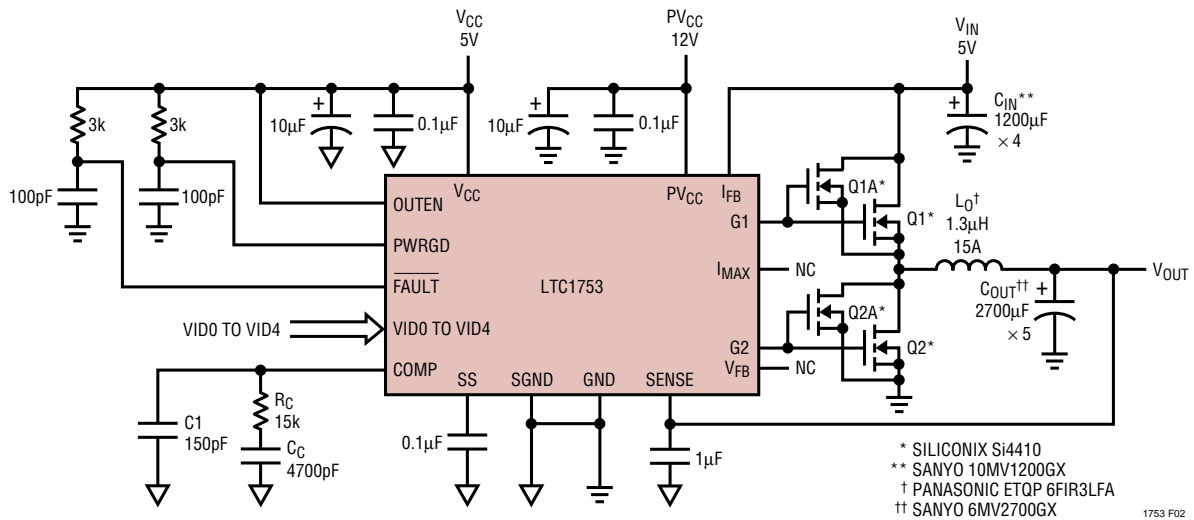 VCC
5V
PVCC
12V
VIN
5V
3k
3k
10µF
0.1µF
10µF
0.1µF
CIN**
1200µF
× 4
100pF
100pF
VCC
PVCC
IFB
OUTEN
PWRGD
FAULT
VID0 TO VID4
VID0 TO VID4
COMP
LTC1753
G1
IMAX
NC
G2
VFB
NC
SS
SGND
GND
SENSE
Q1A*
Q1*
Q2A*
Q2*
LO†
1.3µH
15A
VOUT
COUT††
2700µF
× 5
C1
150pF
RC
15k
CC
4700pF
0.1µF
1µF
* SILICONIX Si4410
** SANYO 10MV1200GX
† PANASONIC ETQP 6FIR3LFA
†† SANYO 6MV2700GX
1753 F02